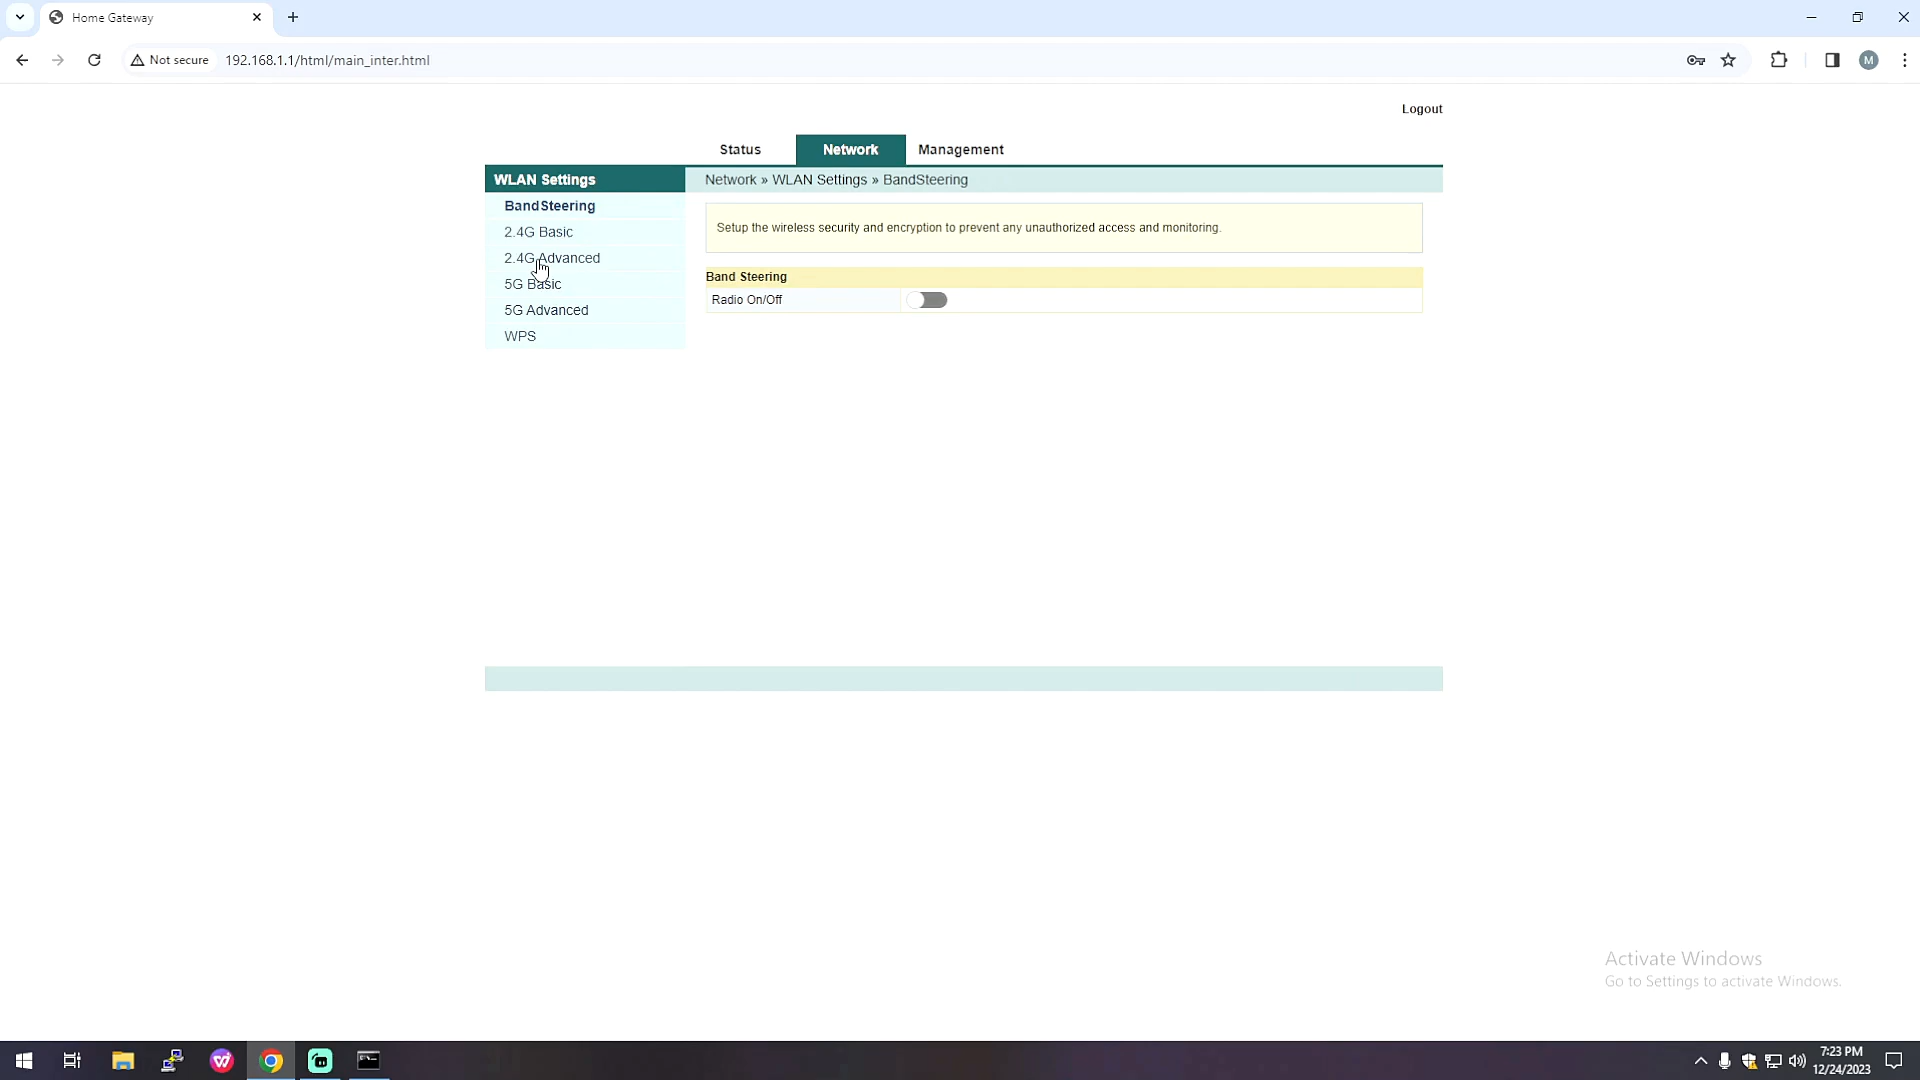 Home Gateway
Not secure
192.168.1.1/html/main_inter.html
M
Logout
Status
Network
Management
WLAN Settings
Network » WLAN Settings » BandSteering
BandSteering
2.4G Basic
2.4G Advanced
5G Basic
5G Advanced
WPS
Setup the wireless security and encryption to prevent any unauthorized access and monitoring.
Band Steering
Radio On/Off
Activate Windows
Go to Settings to activate Windows.
7:23 PM
12/24/2023